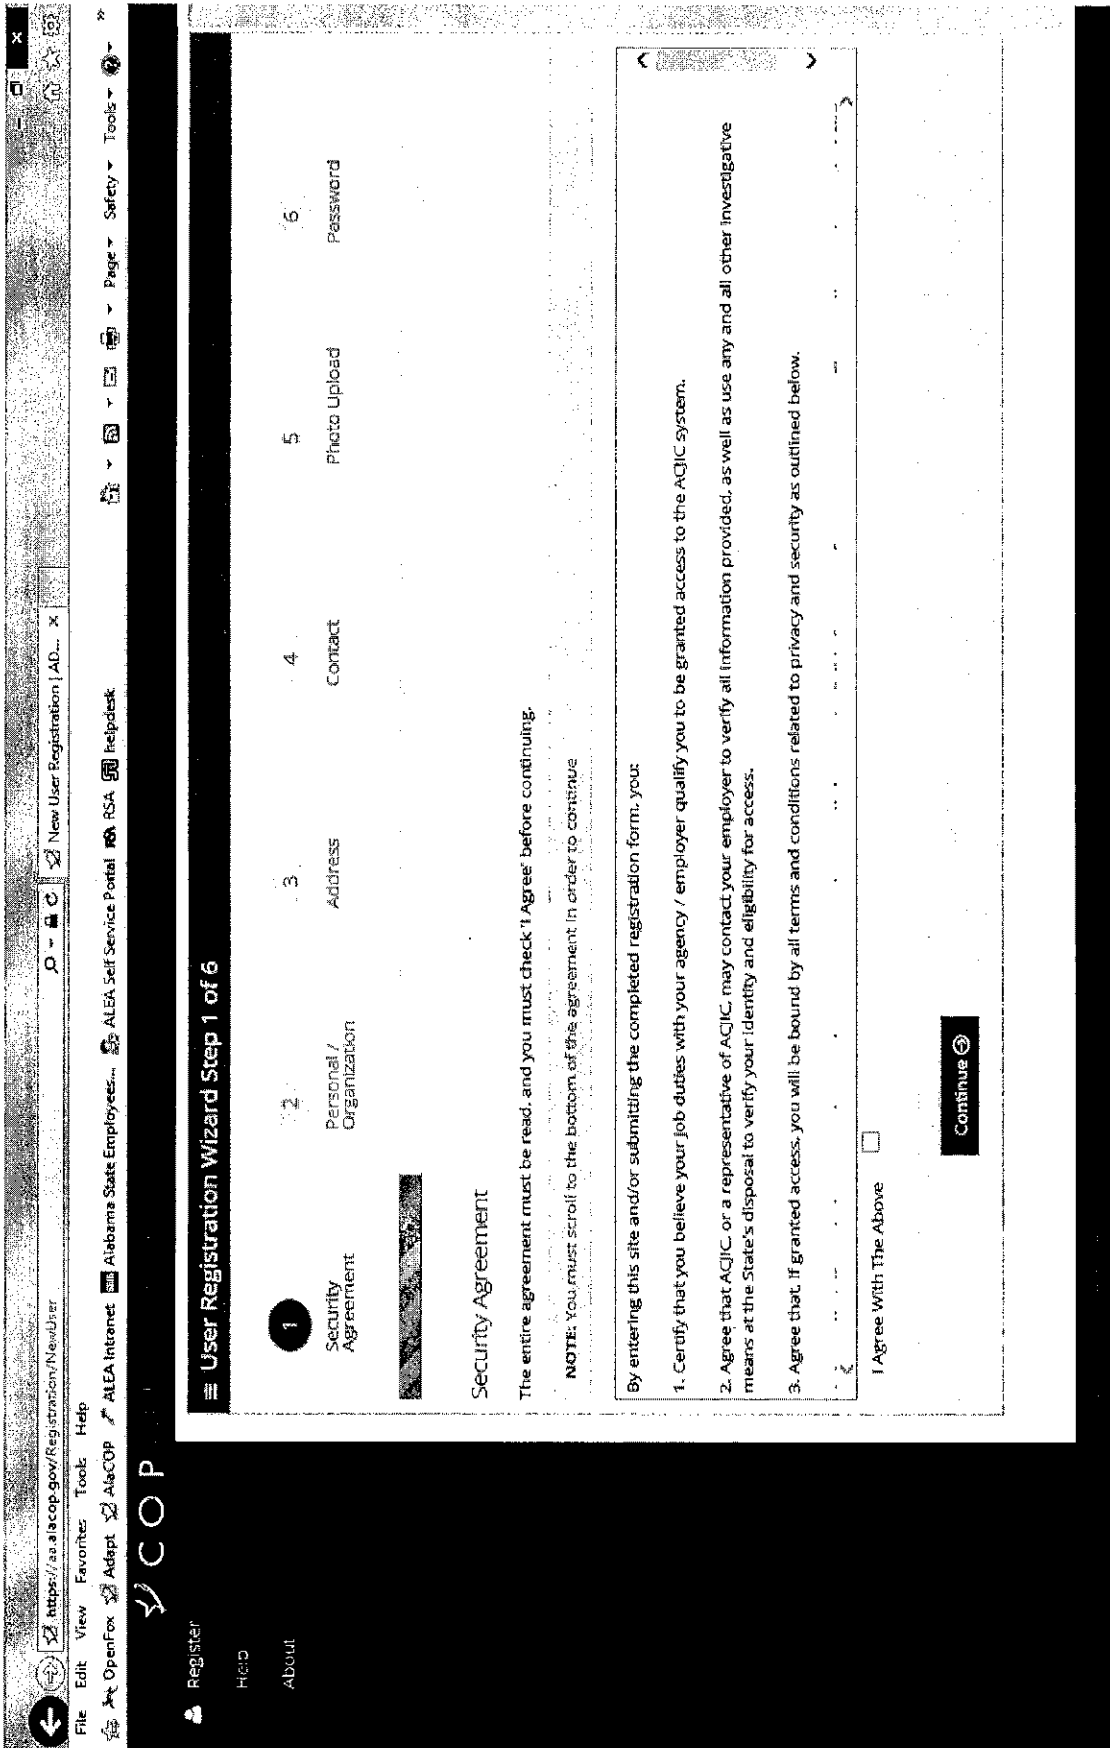 https://aa.alacop.gov/Registration/NewUser
New User Registration | AD...
File Edit View Favorites Tools Help
OpenFox Adapt AlaCOP ALEA Intranet Alabama State Employees... ALEA Self Service Portal RSA helpdesk
Page Safety Tools
COP
Register
Help
About
User Registration Wizard Step 1 of 6
1 2 3 4 5 6
Security Agreement
Personal / Organization
Address
Contact
Photo Upload
Password
Security Agreement
The entire agreement must be read, and you must check 'I Agree' before continuing.
NOTE: You must scroll to the bottom of the agreement in order to continue
By entering this site and/or submitting the completed registration form, you:
1. Certify that you believe your job duties with your agency / employer qualify you to be granted access to the ACJIC system.
2. Agree that ACJIC, or a representative of ACJIC, may contact your employer to verify all information provided, as well as use any and all other investigative
means at the State's disposal to verify your identity and eligibility for access.
3. Agree that, if granted access, you will be bound by all terms and conditions related to privacy and security as outlined below.
I Agree With The Above
Continue